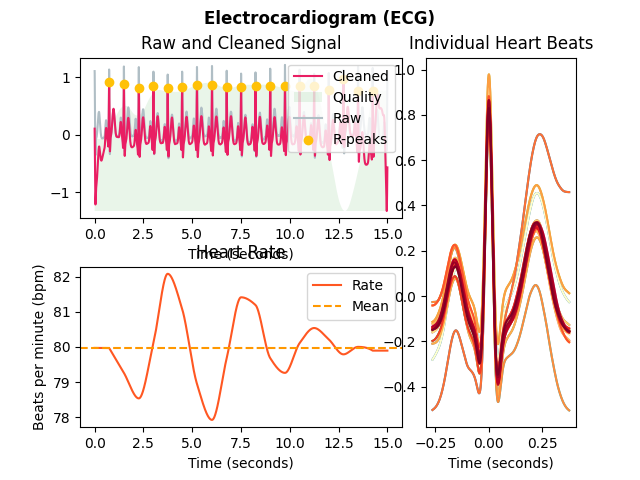 Electrocardiogram (ECG)
Raw and Cleaned Signal
Individual Heart Beats
Cleaned
Quality
Raw
R-peaks
1
0
−1
0.0 2.5 5.0 7.5 10.0 12.5 15.0
Time (seconds)
Heart Rate
Rate
Mean
82
81
80
79
78
Beats per minute (bpm)
0.0 2.5 5.0 7.5 10.0 12.5 15.0
Time (seconds)
1.0
0.8
0.6
0.4
0.2
0.0
−0.2
−0.4
−0.25 0.00 0.25
Time (seconds)